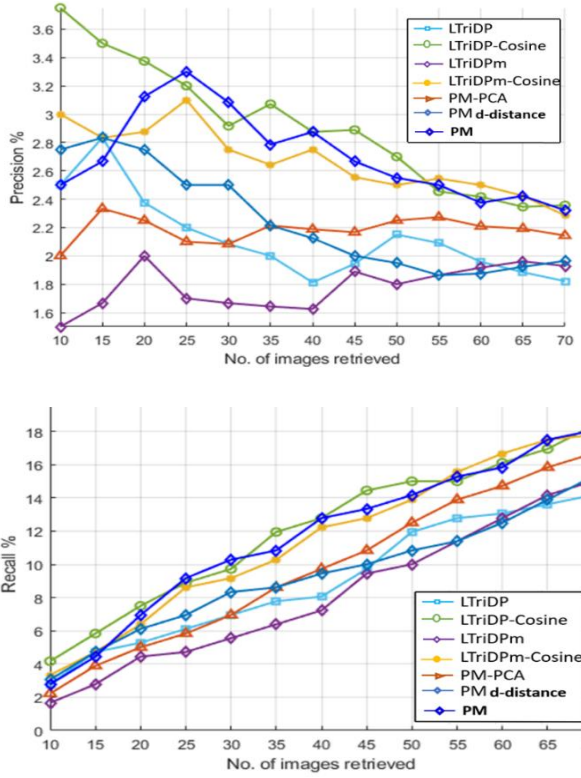 3.6
3.4
3.2
3
2.8
2.6
2.4
2.2
2
1.8
1.6
Precision %
LTriDP
LTriDP-Cosine
LTriDPm
LTriDPm-Cosine
PM-PCA
PM d-distance
PM
10 15 20 25 30 35 40 45 50 55 60 65 70
No. of images retrieved
18
16
14
12
10
8
6
4
2
0
Recall %
LTriDP
LTriDP-Cosine
LTriDPm
LTriDPm-Cosine
PM-PCA
PM d-distance
PM
10 15 20 25 30 35 40 45 50 55 60 65
No. of images retrieved